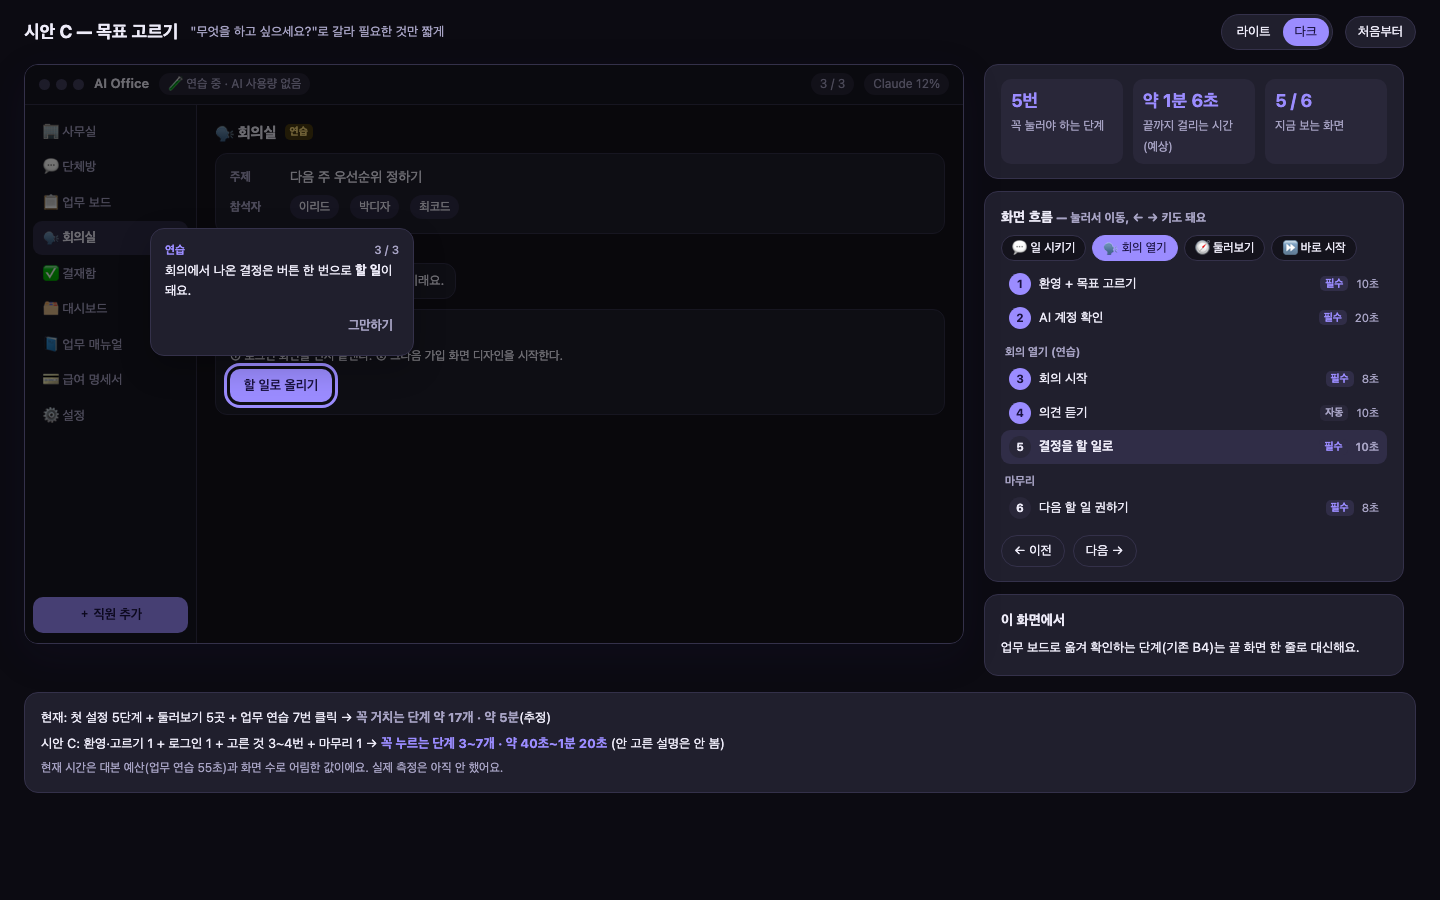 시안 C — 목표 고르기
"무엇을 하고 싶으세요?"로 갈라 필요한 것만 짧게
라이트
다크
처음부터
AI Office
연습 중 · AI 사용량 없음
3 / 3
Claude 12%
사무실
단체방
업무 보드
회의실
결재함
대시보드
업무 매뉴얼
급여 명세서
설정
+ 직원 추가
회의실
연습
주제
다음 주 우선순위 정하기
참석자
이리드
박디자
최코드
연습
3 / 3
회의에서 나온 결정은 버튼 한 번으로 할 일이
돼요.
그만하기
래요.
할 일로 올리기
5번
꼭 눌러야 하는 단계
약 1분 6초
끝까지 걸리는 시간
(예상)
5 / 6
지금 보는 화면
화면 흐름 — 눌러서 이동, ← → 키도 돼요
일 시키기
회의 열기
둘러보기
바로 시작
1 환영 + 목표 고르기 필수 10초
2 AI 계정 확인 필수 20초
회의 열기 (연습)
3 회의 시작 필수 8초
4 의견 듣기 자동 10초
5 결정을 할 일로 필수 10초
마무리
6 다음 할 일 권하기 필수 8초
← 이전
다음 →
이 화면에서
업무 보드로 옮겨 확인하는 단계(기존 B4)는 끝 화면 한 줄로 대신해요.
현재: 첫 설정 5단계 + 둘러보기 5곳 + 업무 연습 7번 클릭 → 꼭 거치는 단계 약 17개 · 약 5분(추정)
시안 C: 환영·고르기 1 + 로그인 1 + 고른 것 3~4번 + 마무리 1 → 꼭 누르는 단계 3~7개 · 약 40초~1분 20초 (안 고른 설명은 안 봄)
현재 시간은 대본 예산(업무 연습 55초)과 화면 수로 어림한 값이에요. 실제 측정은 아직 안 했어요.